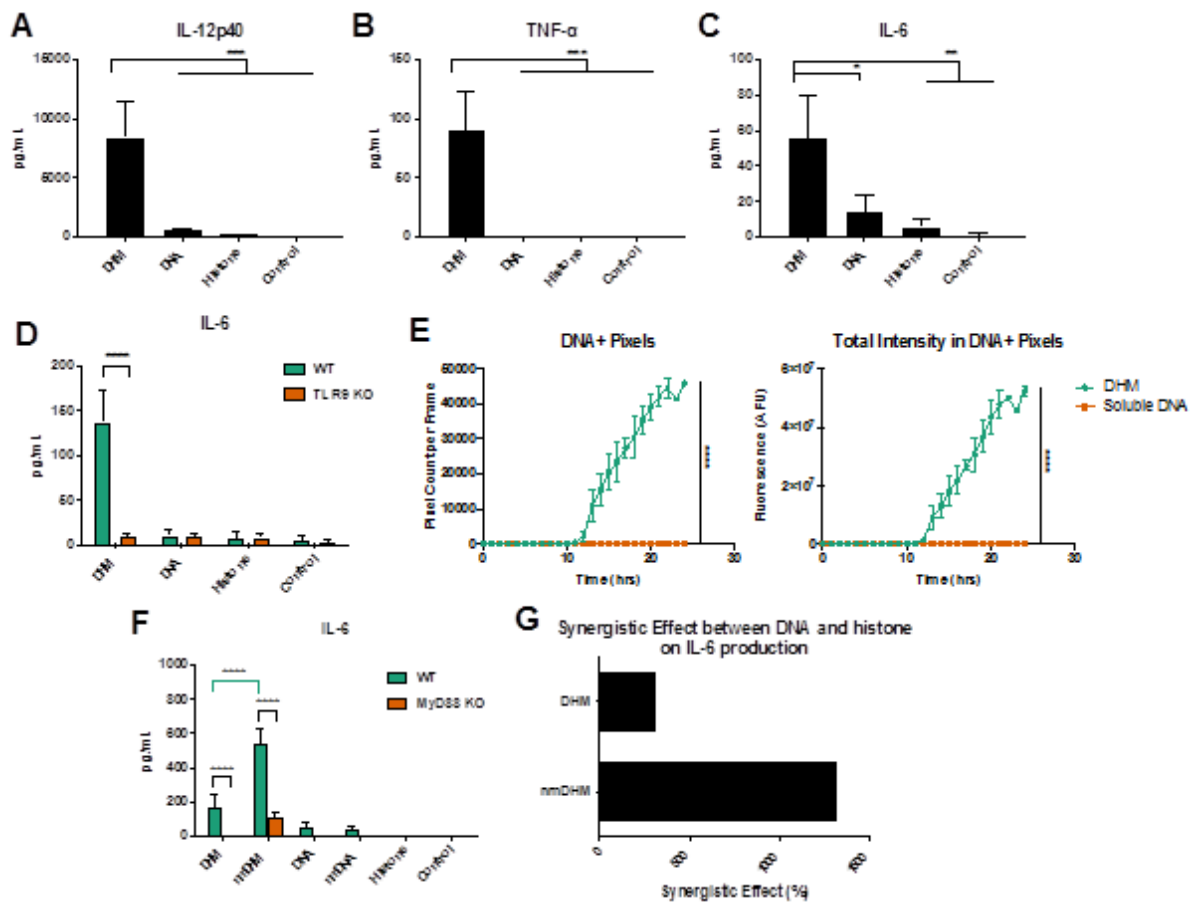 A
IL-12p40
pg/mL
15000
10000
5000
0
****
DHM
DNA
Histone
Control
B
TNF-α
pg/mL
150
100
50
0
****
DHM
DNA
Histone
Control
C
IL-6
pg/mL
100
80
60
40
20
0
*
DHM
DNA
Histone
Control
D
IL-6
pg/mL
200
150
100
50
0
****
WT
TLR9 KO
DHM
DNA
Histone
Control
E
DNA+ Pixels
Pixel Count per Frame
50000
40000
30000
20000
10000
0
0 10 20 30
Time (hrs)
****
Total Intensity in DNA+ Pixels
Fluorescence (AFU)
6×10⁷
4×10⁷
2×10⁷
0
0 10 20 30
Time (hrs)
****
DHM
Soluble DNA
F
IL-6
pg/mL
1000
800
600
400
200
0
****
****
****
WT
MyD88 KO
DHM
DNA
Histone
Control
G
Synergistic Effect between DNA and histone
on IL-6 production
DHM
nmDHM
0 500 1000 1500
Synergistic Effect (%)